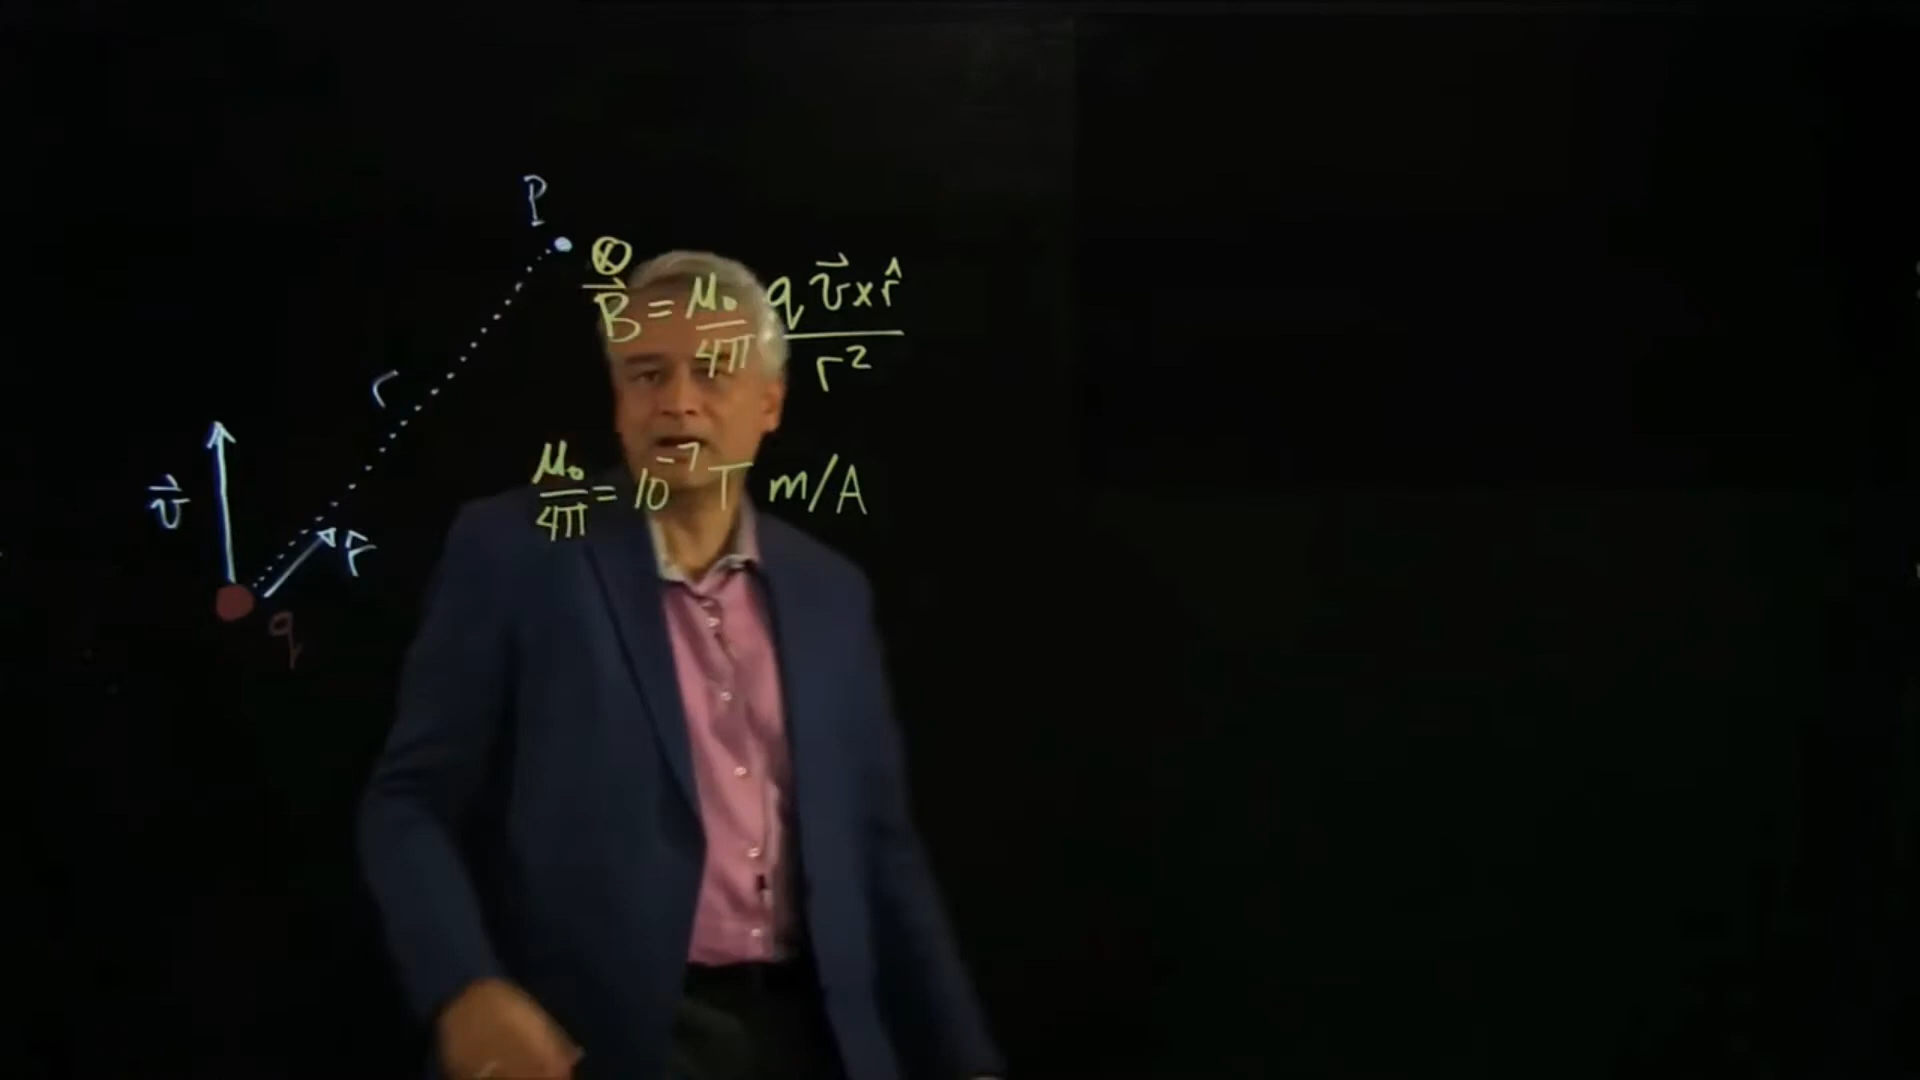 P
⊗
B⃗ = μ₀/4π q v⃗ x r̂ / r²
r
μ₀/4π = 10⁻⁷ T m/A
v⃗
r̂
q